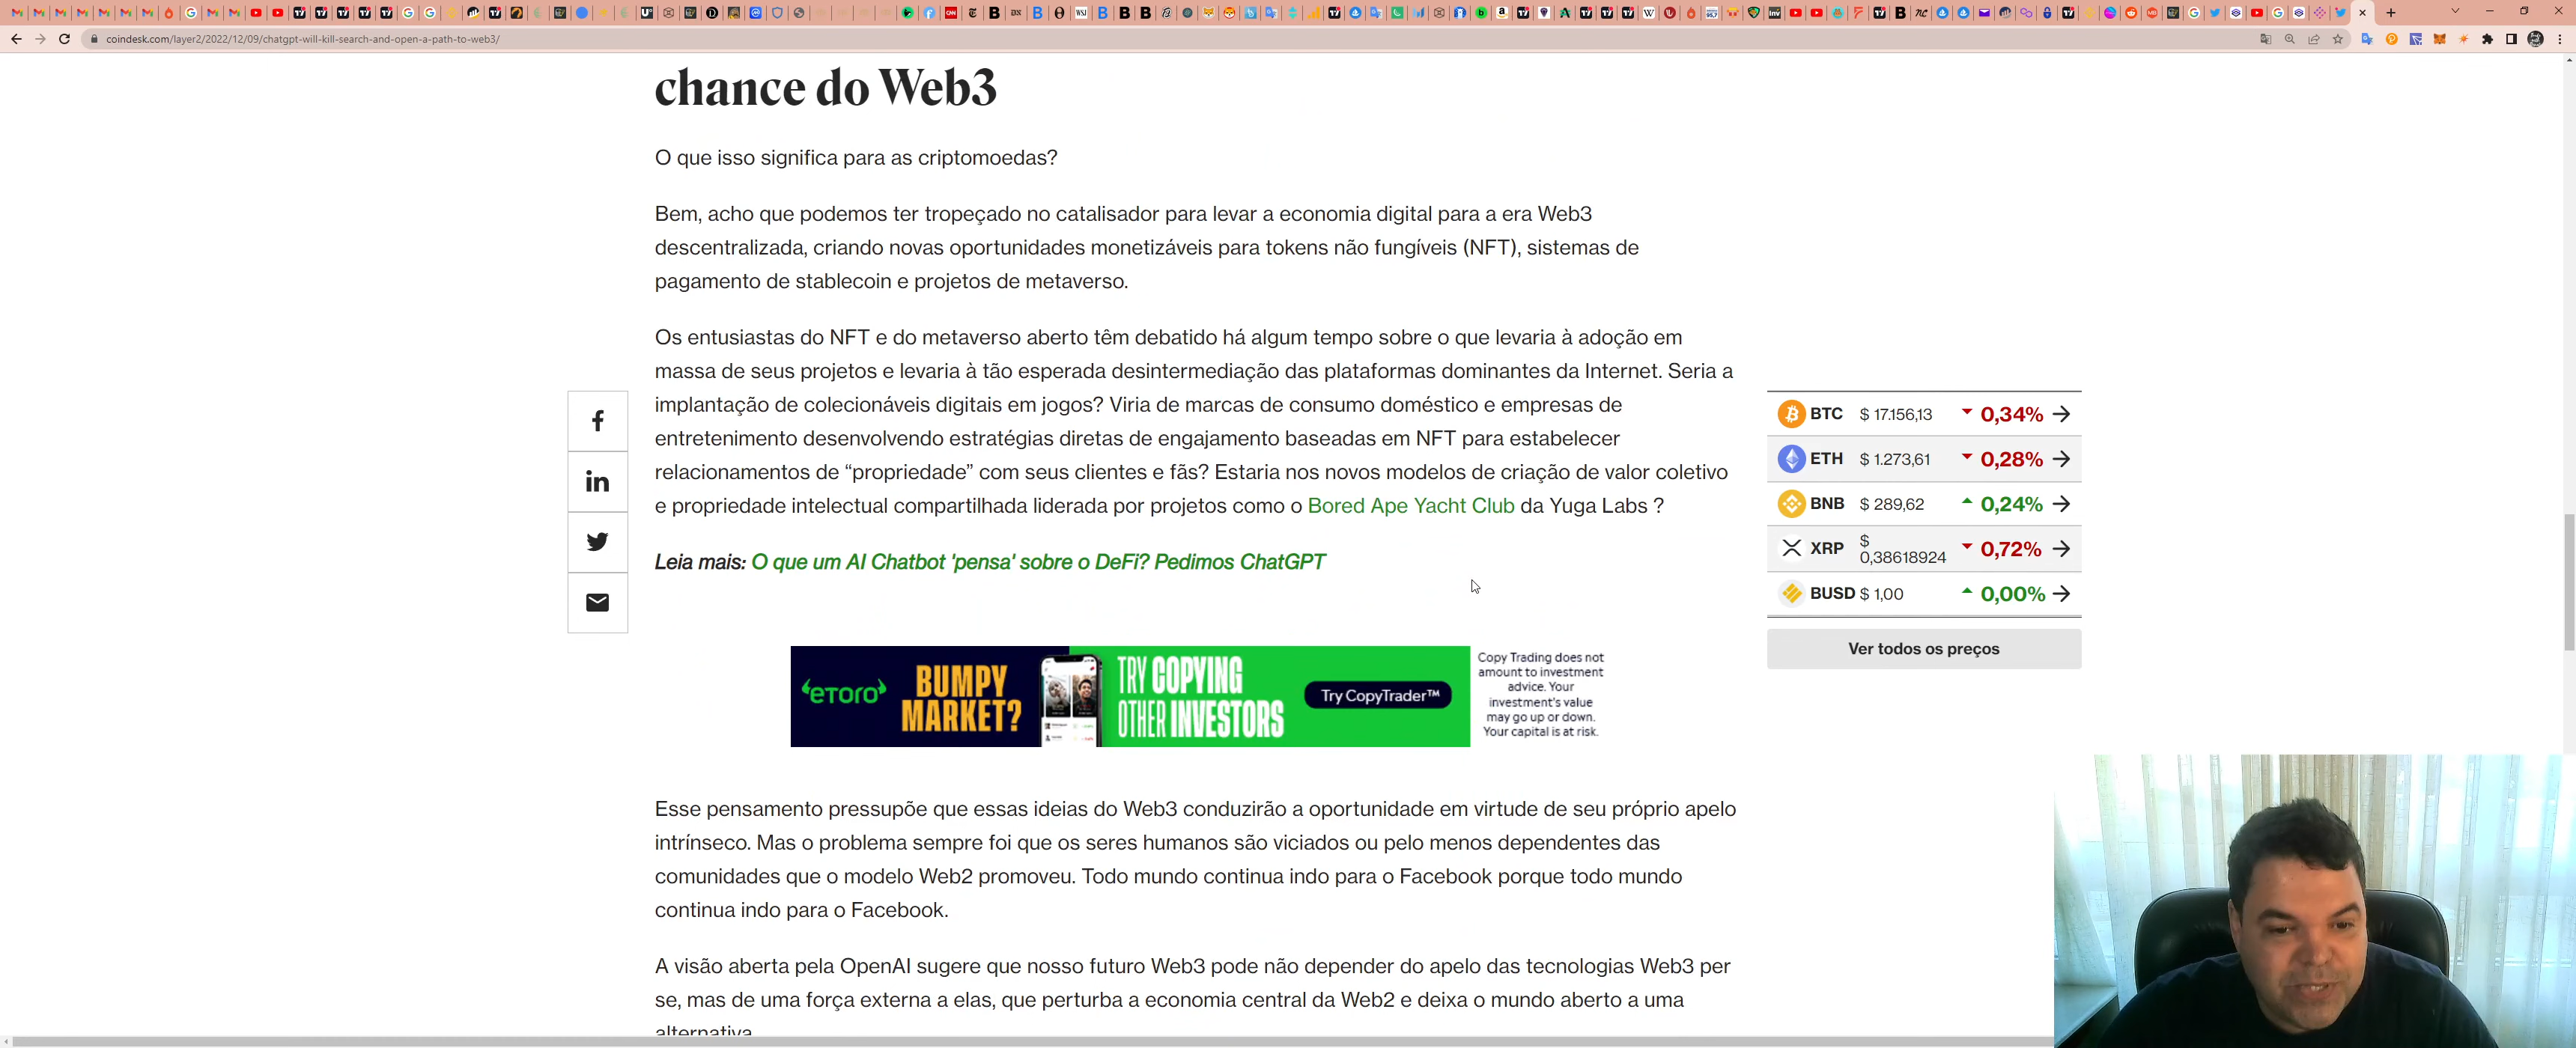 coindesk.com/layer2/2022/12/09/chatgpt-will-kill-search-and-open-a-path-to-web3/
chance do Web3
O que isso significa para as criptomoedas?
Bem, acho que podemos ter tropeçado no catalisador para levar a economia digital para a era Web3
descentralizada, criando novas oportunidades monetizáveis para tokens não fungíveis (NFT), sistemas de
pagamento de stablecoin e projetos de metaverso.
Os entusiastas do NFT e do metaverso aberto têm debatido há algum tempo sobre o que levaria à adoção em
massa de seus projetos e levaria à tão esperada desintermediação das plataformas dominantes da Internet. Seria a
implantação de colecionáveis digitais em jogos? Viria de marcas de consumo doméstico e empresas de
entretenimento desenvolvendo estratégias diretas de engajamento baseadas em NFT para estabelecer
relacionamentos de “propriedade” com seus clientes e fãs? Estaria nos novos modelos de criação de valor coletivo
e propriedade intelectual compartilhada liderada por projetos como o Bored Ape Yacht Club da Yuga Labs ?
Leia mais: O que um AI Chatbot 'pensa' sobre o DeFi? Pedimos ChatGPT
BTC $ 17.156,13 0,34%
ETH $ 1.273,61 0,28%
BNB $ 289,62 0,24%
XRP $ 0,38618924 0,72%
BUSD $ 1,00 0,00%
Ver todos os preços
eToro
BUMPY
MARKET?
TRY COPYING
OTHER INVESTORS
Try CopyTrader™
Copy Trading does not
amount to investment
advice. Your
investment's value
may go up or down.
Your capital is at risk.
Esse pensamento pressupõe que essas ideias do Web3 conduzirão a oportunidade em virtude de seu próprio apelo
intrínseco. Mas o problema sempre foi que os seres humanos são viciados ou pelo menos dependentes das
comunidades que o modelo Web2 promoveu. Todo mundo continua indo para o Facebook porque todo mundo
continua indo para o Facebook.
A visão aberta pela OpenAI sugere que nosso futuro Web3 pode não depender do apelo das tecnologias Web3 per
se, mas de uma força externa a elas, que perturba a economia central da Web2 e deixa o mundo aberto a uma
alternativa